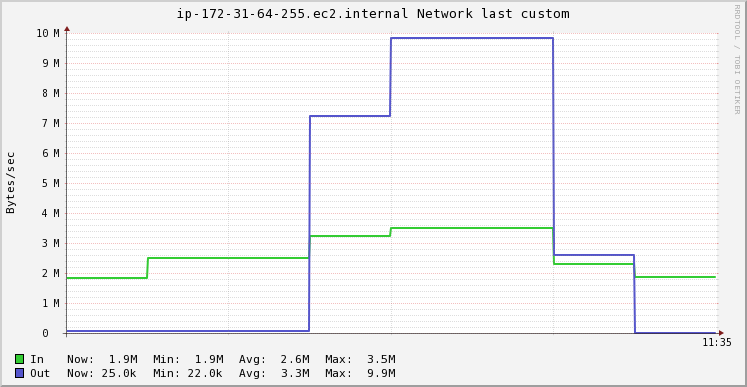 ip-172-31-64-255.ec2.internal Network last custom
RRDTOOL / TOBI OETIKER
Bytes/sec
10 M
9 M
8 M
7 M
6 M
5 M
4 M
3 M
2 M
1 M
0
11:35
In Now: 1.9M Min: 1.9M Avg: 2.6M Max: 3.5M
Out Now: 25.0k Min: 22.0k Avg: 3.3M Max: 9.9M